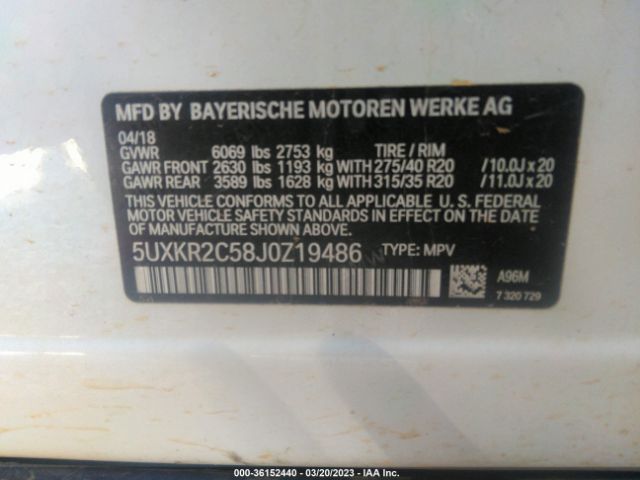 MFD BY BAYERISCHE MOTOREN WERKE AG
04/18
GVWR 6069 lbs 2753 kg TIRE / RIM
GAWR FRONT 2630 lbs 1193 kg WITH 275/40 R20 /10.0J x 20
GAWR REAR 3589 lbs 1628 kg WITH 315/35 R20 /11.0J x 20
THIS VEHICLE CONFORMS TO ALL APPLICABLE U. S. FEDERAL
MOTOR VEHICLE SAFETY STANDARDS IN EFFECT ON THE DATE OF
MANUFACTURE SHOWN ABOVE.
5UXKR2C58J0Z19486 TYPE: MPV
A96M
7 320 729
000-36152440 - 03/20/2023 - IAA Inc.